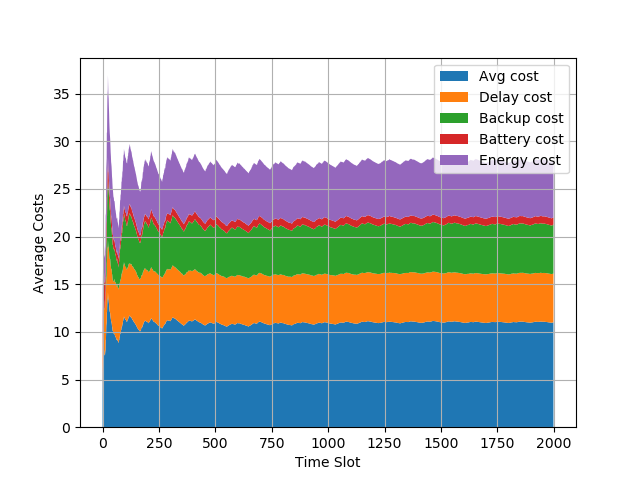 Avg cost
Delay cost
Backup cost
Battery cost
Energy cost
Average Costs
35
30
25
20
15
10
5
0
0 250 500 750 1000 1250 1500 1750 2000
Time Slot